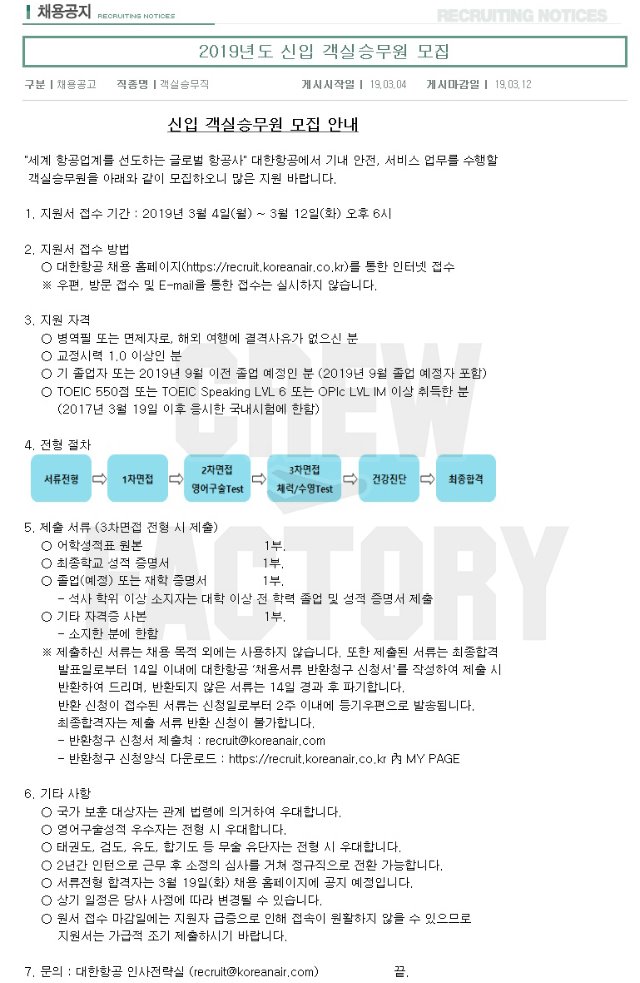 채용공지 RECRUITING NOTICES
RECRUITING NOTICES
2019년도 신입 객실승무원 모집
구분 | 채용공고 직종명 | 객실승무직 게시시작일 | 19.03.04 게시마감일 | 19.03.12
신입 객실승무원 모집 안내
"세계 항공업계를 선도하는 글로벌 항공사" 대한항공에서 기내 안전, 서비스 업무를 수행할
객실승무원을 아래와 같이 모집하오니 많은 지원 바랍니다.
1. 지원서 접수 기간 : 2019년 3월 4일(월) ~ 3월 12일(화) 오후 6시
2. 지원서 접수 방법
○ 대한항공 채용 홈페이지(https://recruit.koreanair.co.kr)를 통한 인터넷 접수
※ 우편, 방문 접수 및 E-mail을 통한 접수는 실시하지 않습니다.
3. 지원 자격
○ 병역필 또는 면제자로, 해외 여행에 결격사유가 없으신 분
○ 교정시력 1.0 이상인 분
○ 기 졸업자 또는 2019년 9월 이전 졸업 예정인 분 (2019년 9월 졸업 예정자 포함)
○ TOEIC 550점 또는 TOEIC Speaking LVL 6 또는 OPIc LVL IM 이상 취득한 분
(2017년 3월 19일 이후 응시한 국내시험에 한함)
CREW
4. 전형 절차
서류전형 ⇨ 1차면접 ⇨ 2차면접 영어구술Test ⇨ 3차면접 체력/수영Test ⇨ 건강진단 ⇨ 최종합격
5. 제출 서류 (3차면접 전형 시 제출)
○ 어학성적표 원본 1부.
○ 최종학교 성적 증명서 1부.
○ 졸업(예정) 또는 재학 증명서 1부.
- 석사 학위 이상 소지자는 대학 이상 전 학력 졸업 및 성적 증명서 제출
FACTORY
○ 기타 자격증 사본 1부.
- 소지한 분에 한함
※ 제출하신 서류는 채용 목적 외에는 사용하지 않습니다. 또한 제출된 서류는 최종합격
발표일로부터 14일 이내에 대한항공 '채용서류 반환청구 신청서'를 작성하여 제출 시
반환하여 드리며, 반환되지 않은 서류는 14일 경과 후 파기합니다.
반환 신청이 접수된 서류는 신청일로부터 2주 이내에 등기우편으로 발송됩니다.
최종합격자는 제출 서류 반환 신청이 불가합니다.
- 반환청구 신청서 제출처 : recruit@koreanair.com
- 반환청구 신청양식 다운로드 : https://recruit.koreanair.co.kr 內 MY PAGE
6. 기타 사항
○ 국가 보훈 대상자는 관계 법령에 의거하여 우대합니다.
○ 영어구술성적 우수자는 전형 시 우대합니다.
○ 태권도, 검도, 유도, 합기도 등 무술 유단자는 전형 시 우대합니다.
○ 2년간 인턴으로 근무 후 소정의 심사를 거쳐 정규직으로 전환 가능합니다.
○ 서류전형 합격자는 3월 19일(화) 채용 홈페이지에 공지 예정입니다.
○ 상기 일정은 당사 사정에 따라 변경될 수 있습니다.
○ 원서 접수 마감일에는 지원자 급증으로 인해 접속이 원활하지 않을 수 있으므로
지원서는 가급적 조기 제출하시기 바랍니다.
7. 문의 : 대한항공 인사전략실 (recruit@koreanair.com) 끝.